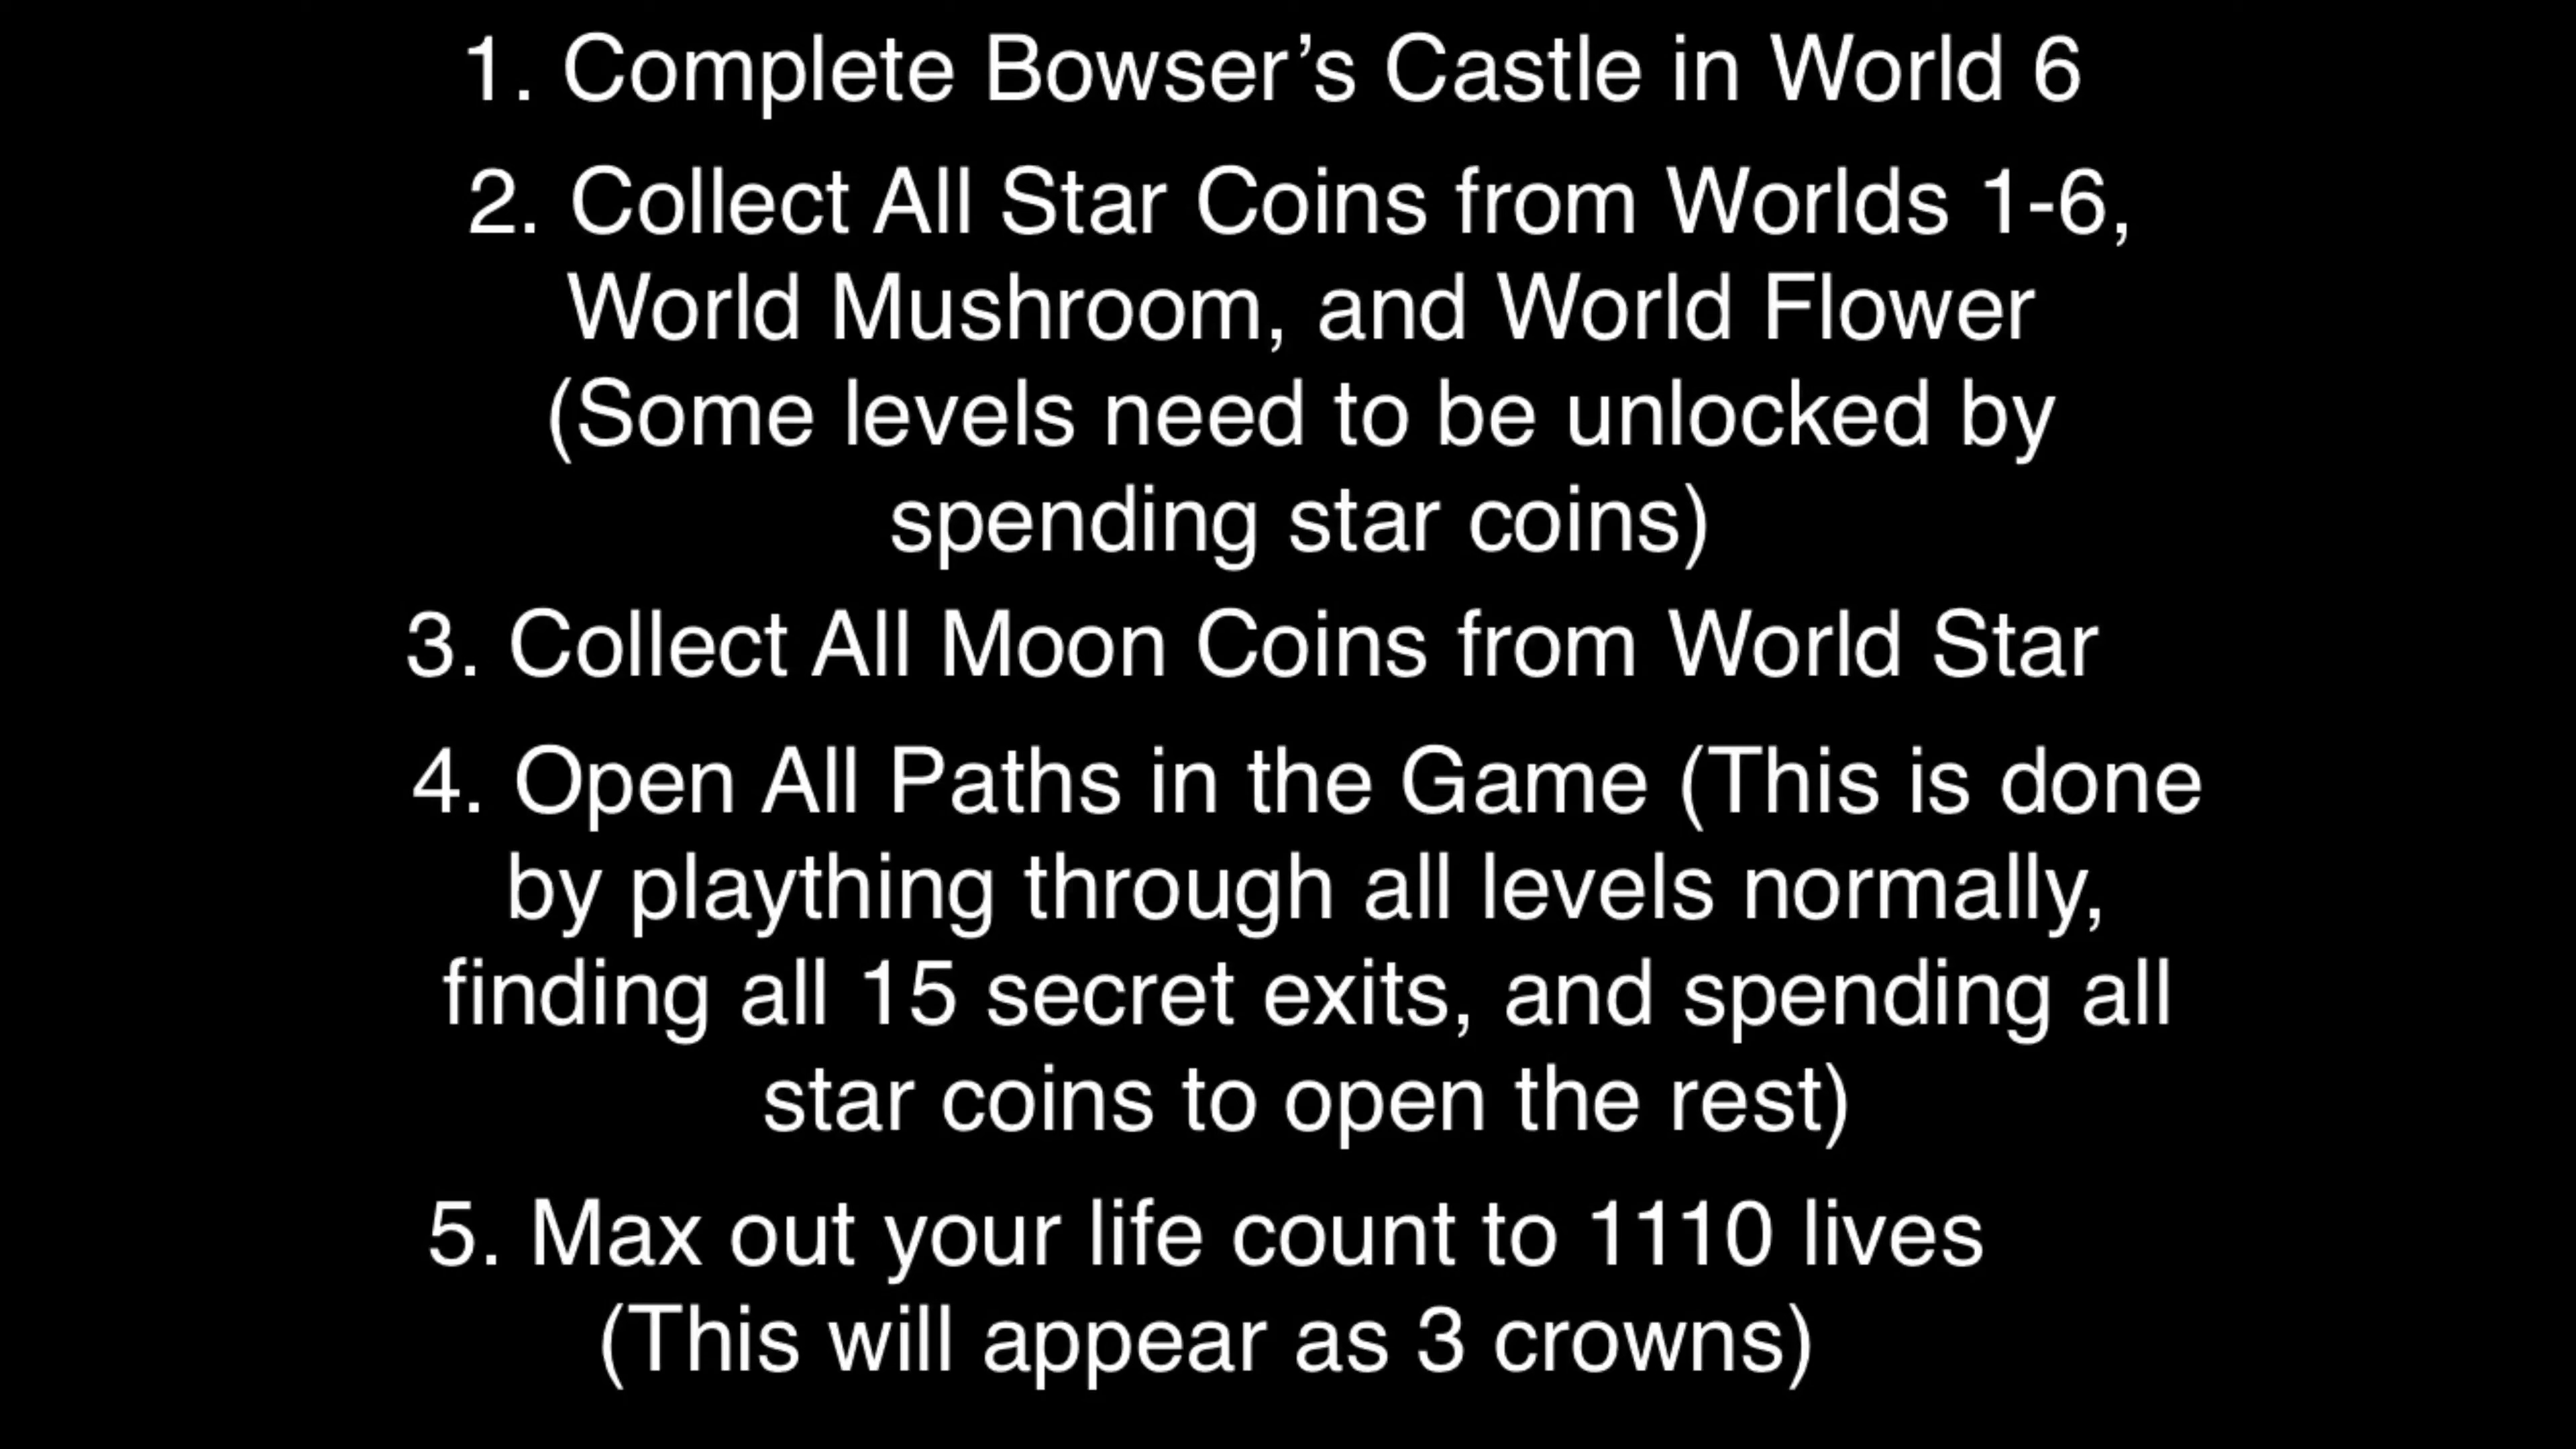 1. Complete Bowser’s Castle in World 6
2. Collect All Star Coins from Worlds 1-6,
World Mushroom, and World Flower
(Some levels need to be unlocked by
spending star coins)
3. Collect All Moon Coins from World Star
4. Open All Paths in the Game (This is done
by plaything through all levels normally,
finding all 15 secret exits, and spending all
star coins to open the rest)
5. Max out your life count to 1110 lives
(This will appear as 3 crowns)